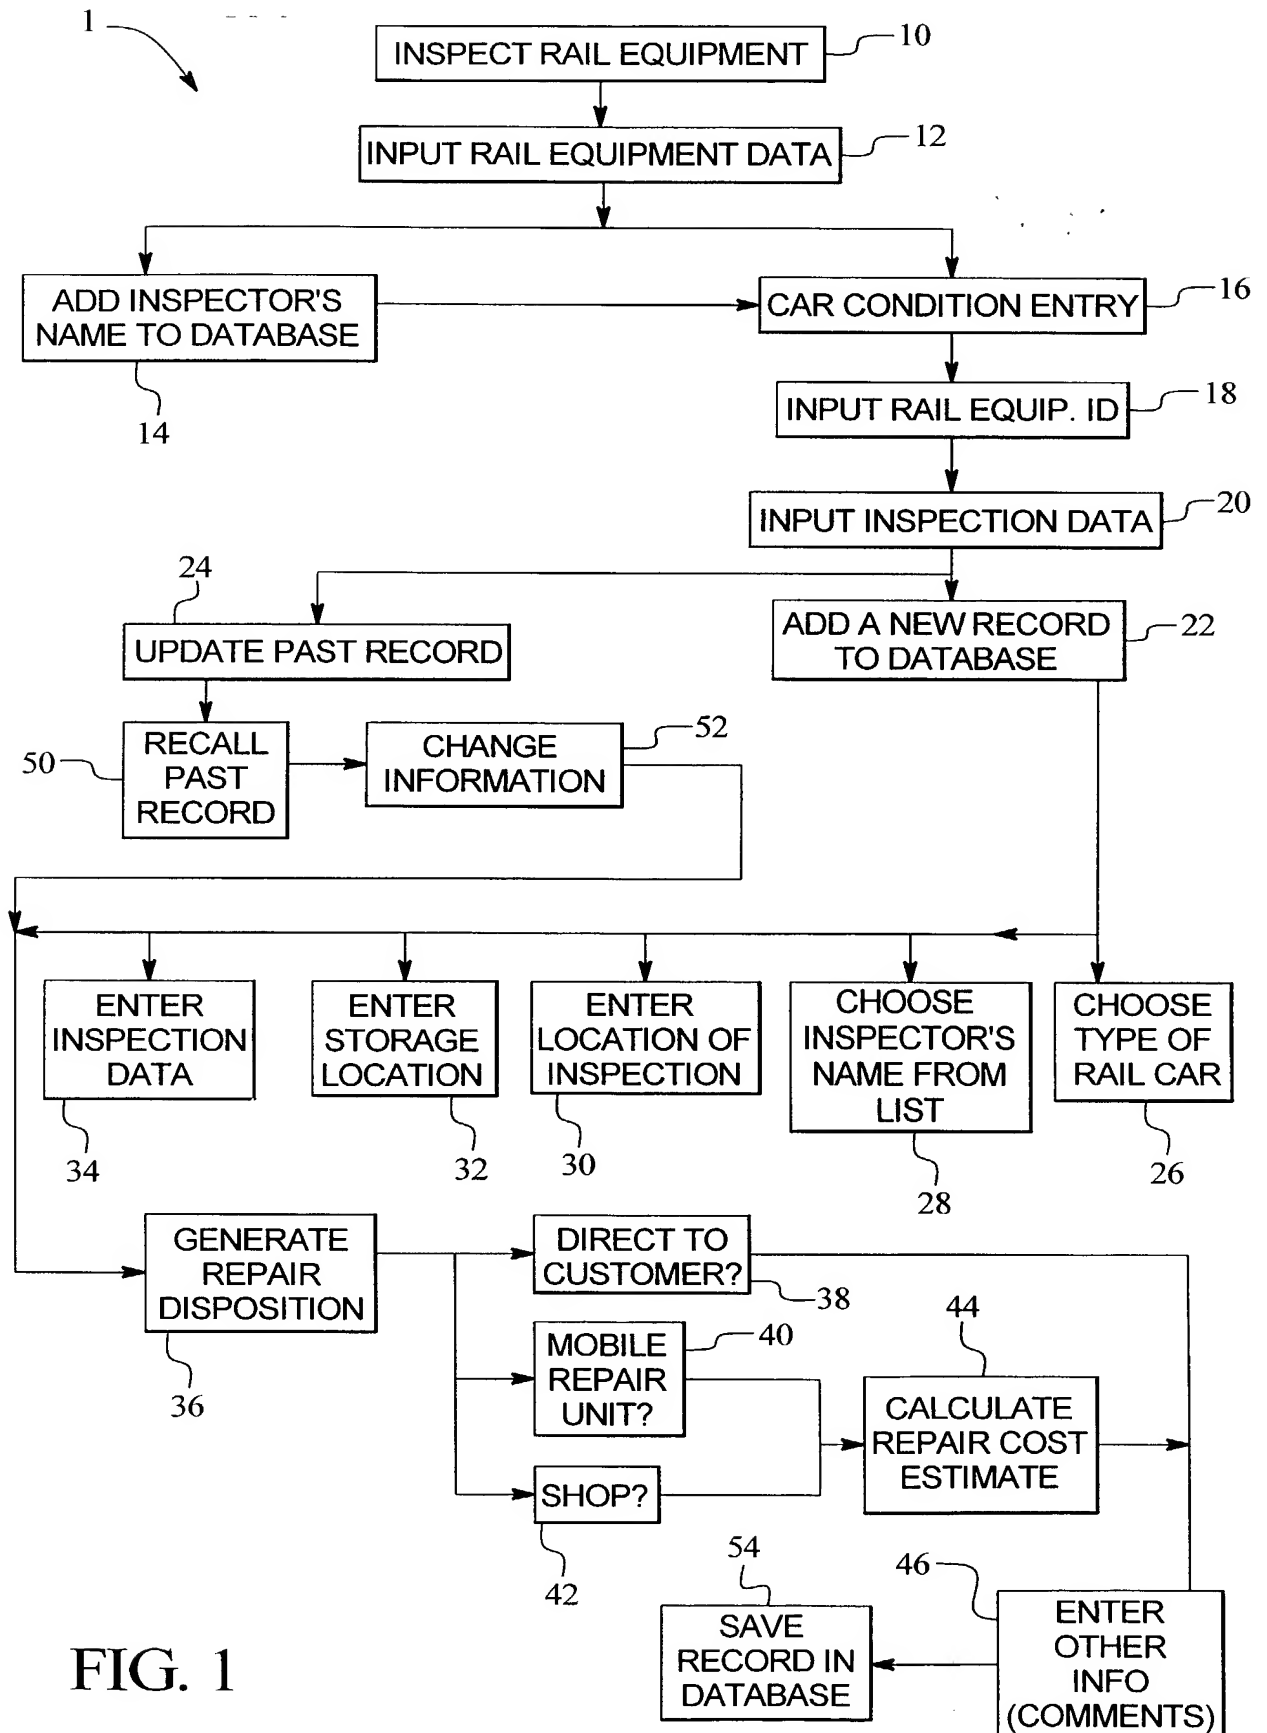 1
INSPECT RAIL EQUIPMENT
10
INPUT RAIL EQUIPMENT DATA
12
ADD INSPECTOR'S
NAME TO DATABASE
14
CAR CONDITION ENTRY
16
INPUT RAIL EQUIP. ID
18
INPUT INSPECTION DATA
20
24
UPDATE PAST RECORD
ADD A NEW RECORD
TO DATABASE
22
50
RECALL
PAST
RECORD
CHANGE
INFORMATION
52
ENTER
INSPECTION
DATA
34
ENTER
STORAGE
LOCATION
32
ENTER
LOCATION OF
INSPECTION
30
CHOOSE
INSPECTOR'S
NAME FROM
LIST
28
CHOOSE
TYPE OF
RAIL CAR
26
GENERATE
REPAIR
DISPOSITION
36
DIRECT TO
CUSTOMER?
38
MOBILE
REPAIR
UNIT?
40
SHOP?
42
44
CALCULATE
REPAIR COST
ESTIMATE
46
ENTER
OTHER
INFO
(COMMENTS)
54
SAVE
RECORD IN
DATABASE
FIG. 1